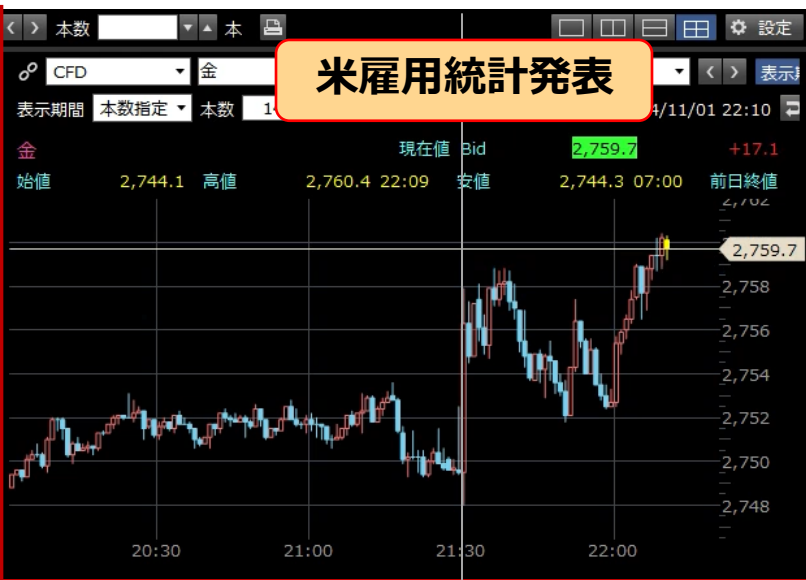 本数 本 設定
米雇用統計発表
CFD 金
表示期間 本数指定 本数 /11/01 22:10
金 現在値 Bid 2,759.7 +17.1
始値 2,744.1 高値 2,760.4 22:09 安値 2,744.3 07:00 前日終値
2,762
2,759.7
2,758
2,756
2,754
2,752
2,750
2,748
20:30 21:00 21:30 22:00